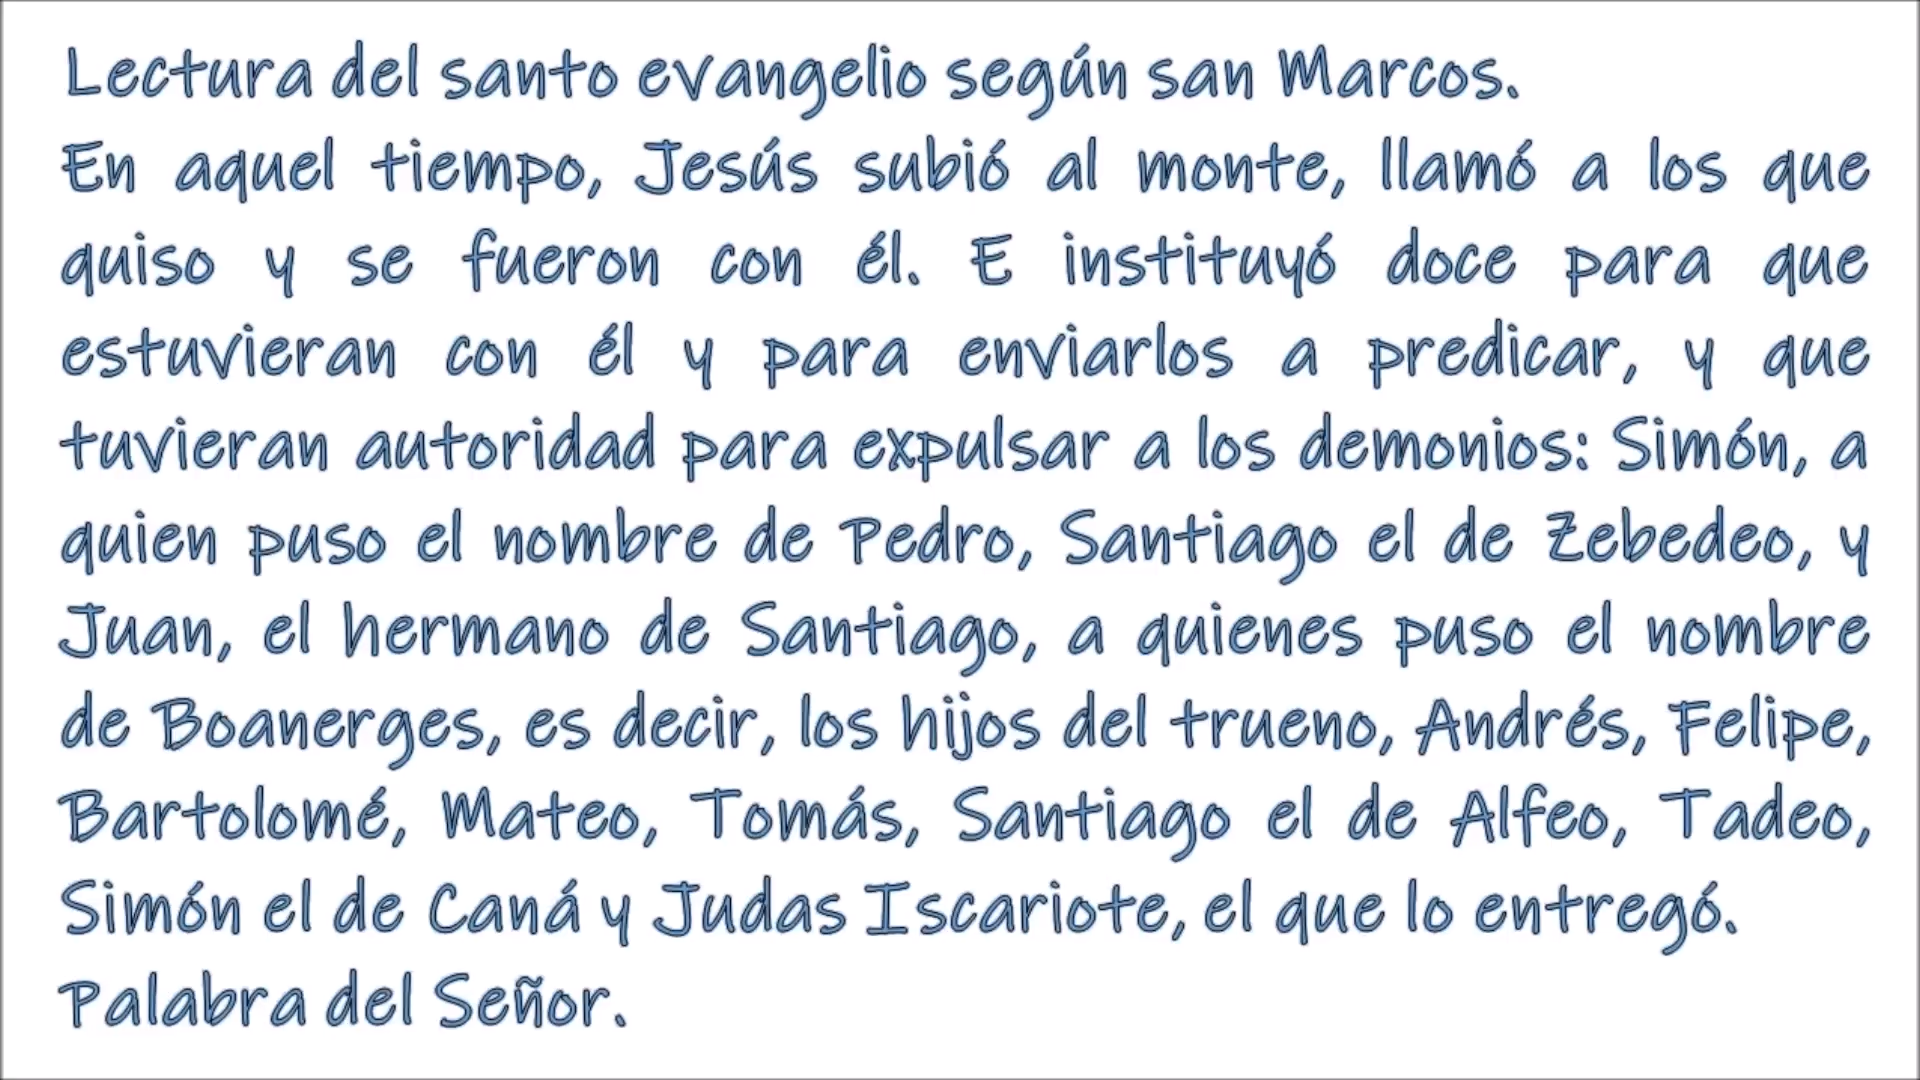 Lectura del santo evangelio según san Marcos.
En aquel tiempo, Jesús subió al monte, llamó a los que
quiso y se fueron con él. E instituyó doce para que
estuvieran con él y para enviarlos a predicar, y que
tuvieran autoridad para expulsar a los demonios: Simón, a
quien puso el nombre de Pedro, Santiago el de Zebedeo, y
Juan, el hermano de Santiago, a quienes puso el nombre
de Boanerges, es decir, los hijos del trueno, Andrés, Felipe,
Bartolomé, Mateo, Tomás, Santiago el de Alfeo, Tadeo,
Simón el de Caná y Judas Iscariote, el que lo entregó.
Palabra del Señor.